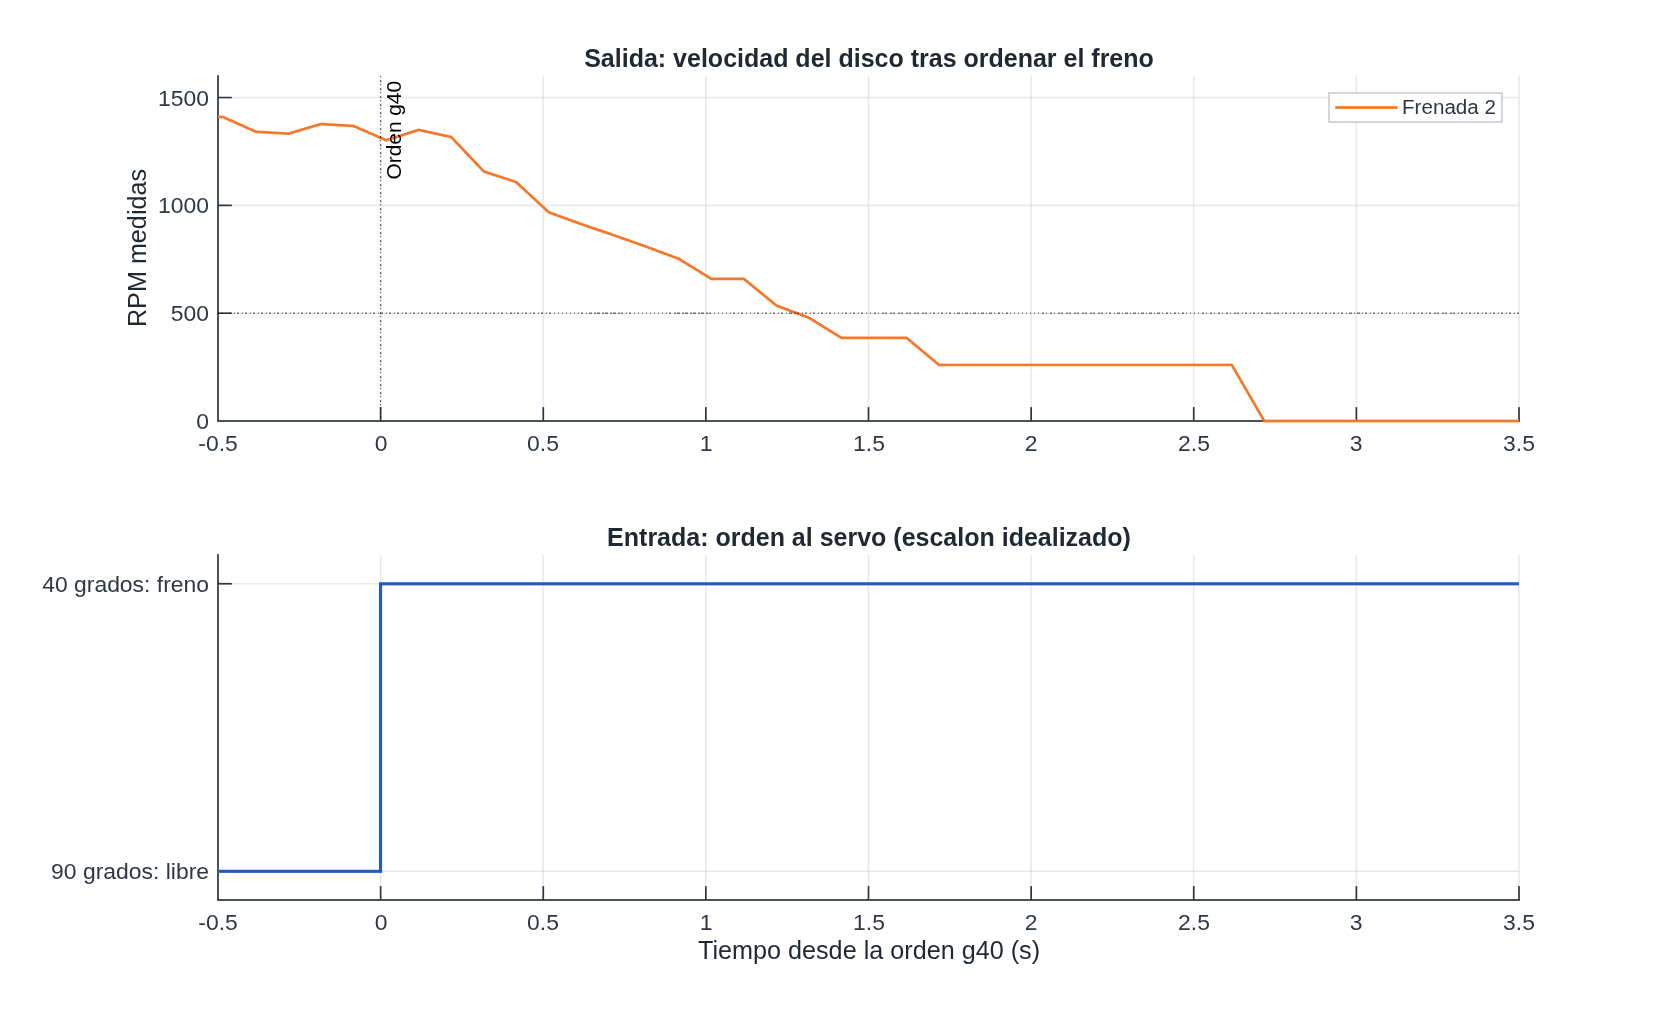 Salida: velocidad del disco tras ordenar el freno
1500
1000
500
0
RPM medidas
Orden g40
Frenada 2
-0.5 0 0.5 1 1.5 2 2.5 3 3.5
Entrada: orden al servo (escalon idealizado)
40 grados: freno
90 grados: libre
-0.5 0 0.5 1 1.5 2 2.5 3 3.5
Tiempo desde la orden g40 (s)